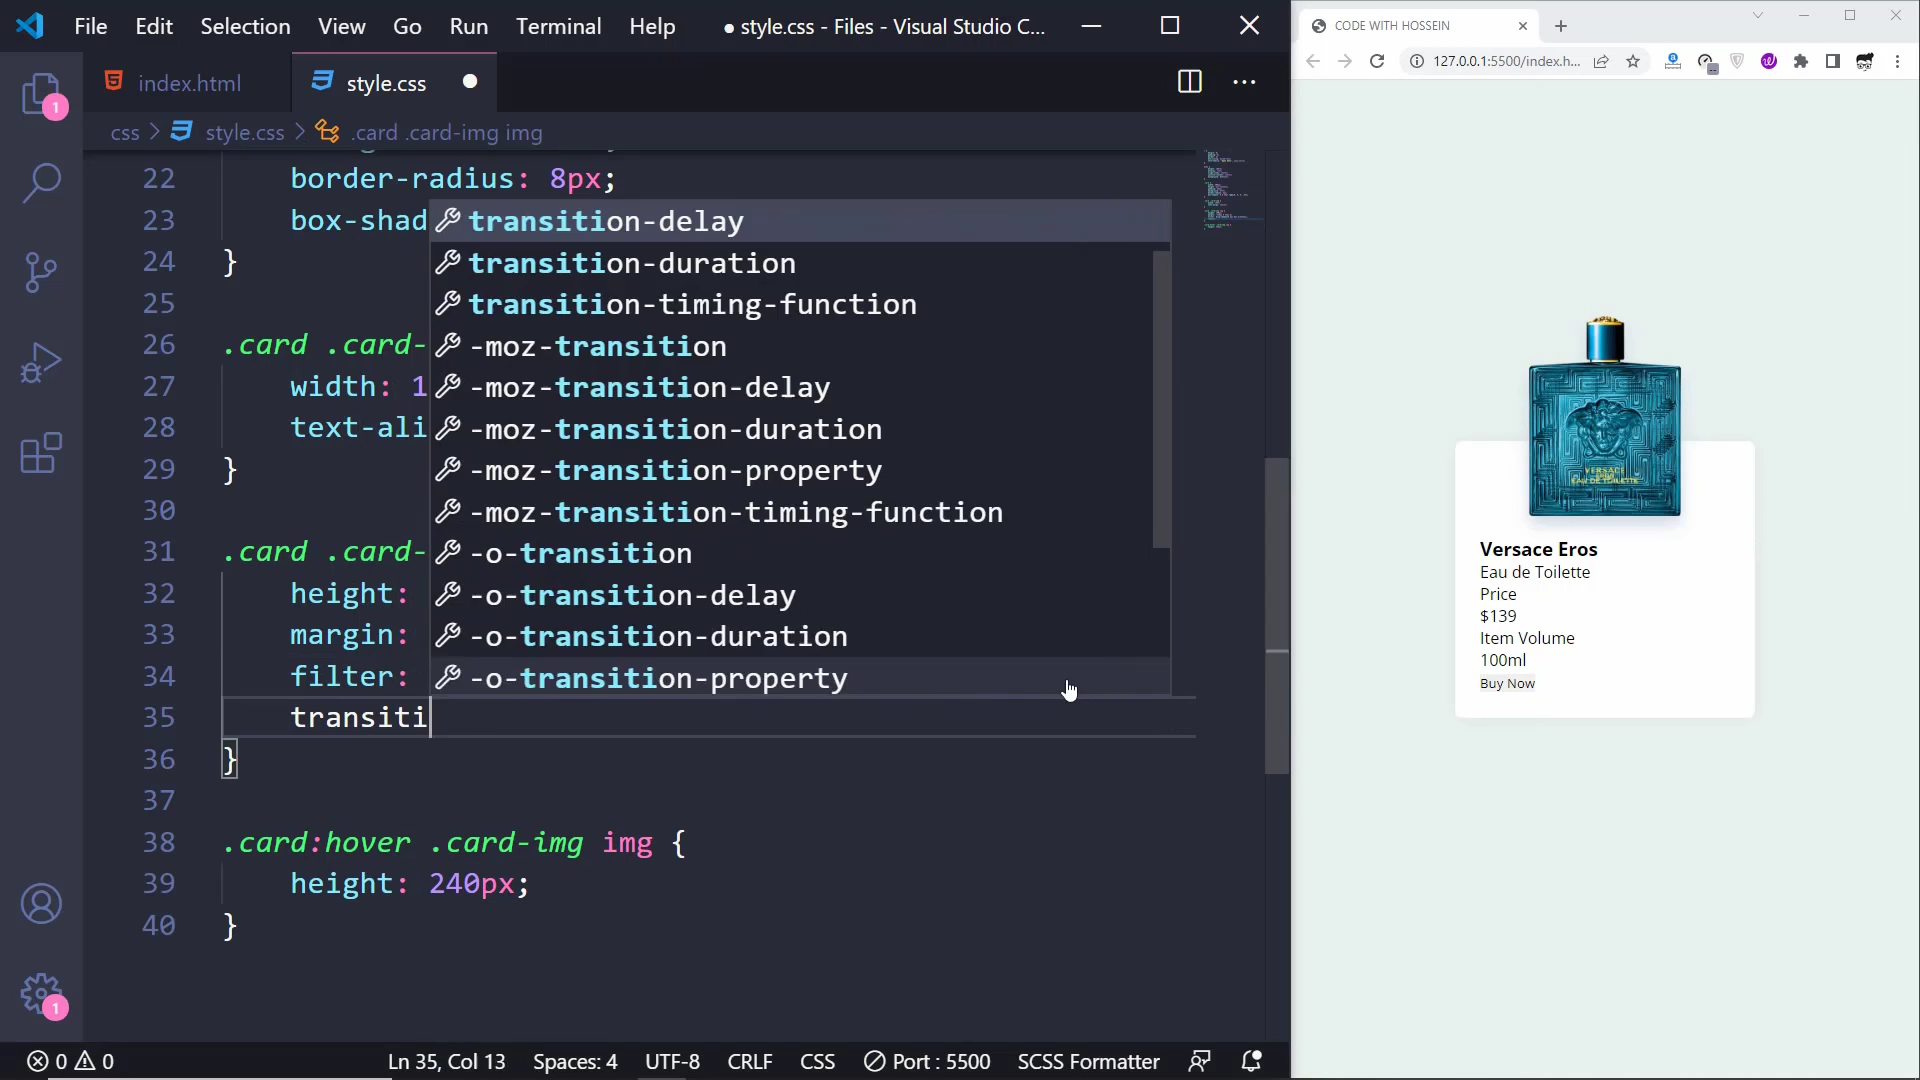 File Edit Selection View Go Run Terminal Help ● style.css - Files - Visual Studio C...
index.html style.css
css > style.css > .card .card-img img
22 border-radius: 8px;
23 box-shad
24 }
25
26 .card .card-
27 width: 1
28 text-ali
29 }
30
31 .card .card-
32 height:
33 margin:
34 filter:
35 transiti
36 }
37
38 .card:hover .card-img img {
39 height: 240px;
40 }
transition-delay
transition-duration
transition-timing-function
-moz-transition
-moz-transition-delay
-moz-transition-duration
-moz-transition-property
-moz-transition-timing-function
-o-transition
-o-transition-delay
-o-transition-duration
-o-transition-property
1
1
0 0 Ln 35, Col 13 Spaces: 4 UTF-8 CRLF CSS Port : 5500 SCSS Formatter
CODE WITH HOSSEIN
127.0.0.1:5500/index.h...
VERSACE
EROS
EAU DE TOILETTE
Versace Eros
Eau de Toilette
Price
$139
Item Volume
100ml
Buy Now